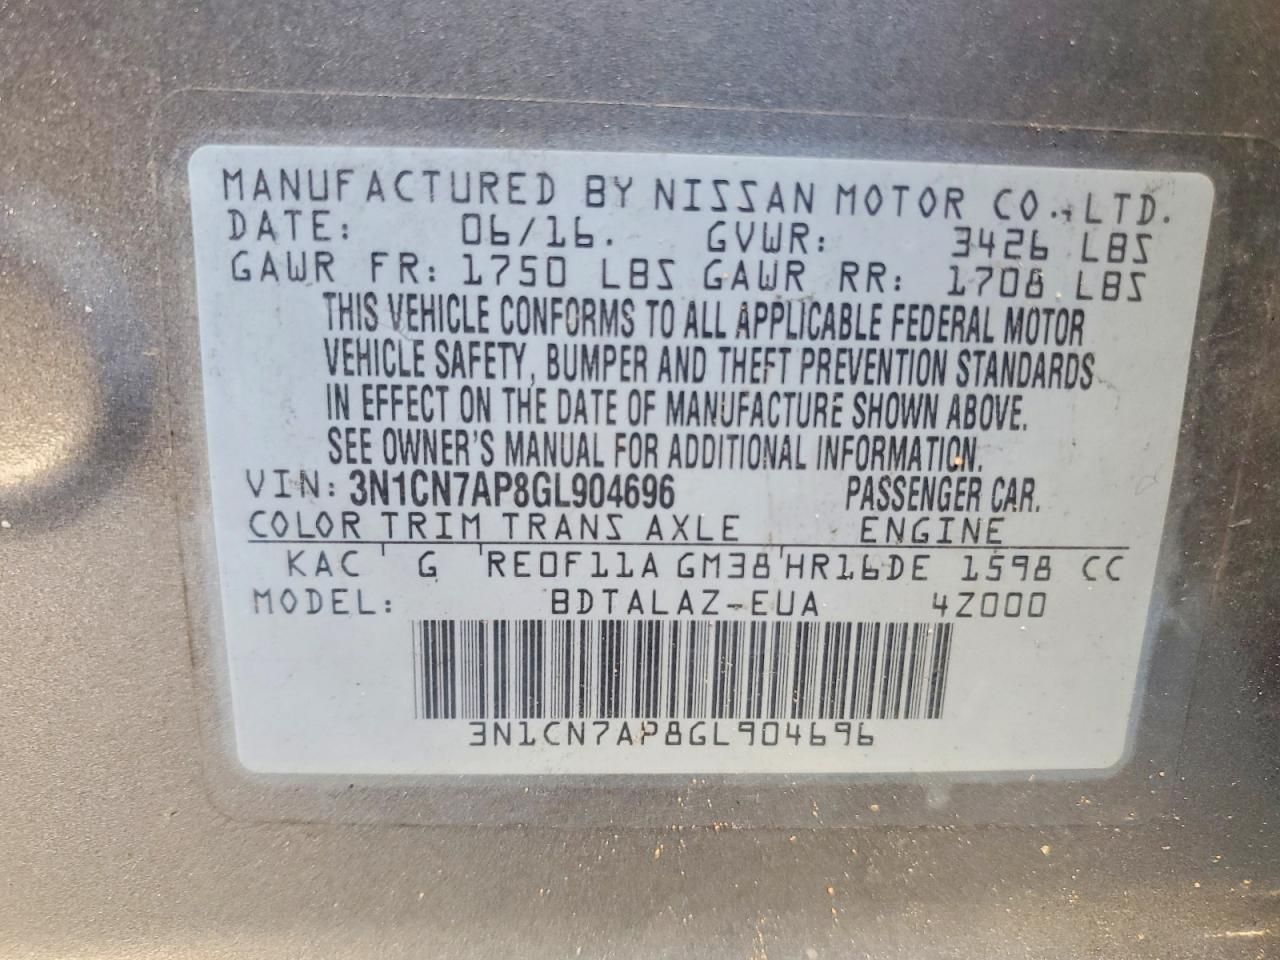 MANUFACTURED BY NISSAN MOTOR CO.,LTD.
DATE: 06/16. GVWR: 3426 LBS
GAWR FR: 1750 LBS GAWR RR: 1708 LBS
THIS VEHICLE CONFORMS TO ALL APPLICABLE FEDERAL MOTOR
VEHICLE SAFETY, BUMPER AND THEFT PREVENTION STANDARDS
IN EFFECT ON THE DATE OF MANUFACTURE SHOWN ABOVE.
SEE OWNER'S MANUAL FOR ADDITIONAL INFORMATION.
VIN: 3N1CN7AP8GL904696 PASSENGER CAR.
COLOR TRIM TRANS AXLE ENGINE
KAC G RE0F11A GM38 HR16DE 1598 CC
MODEL: BDTALAZ-EUA 4Z000
3N1CN7AP8GL904696